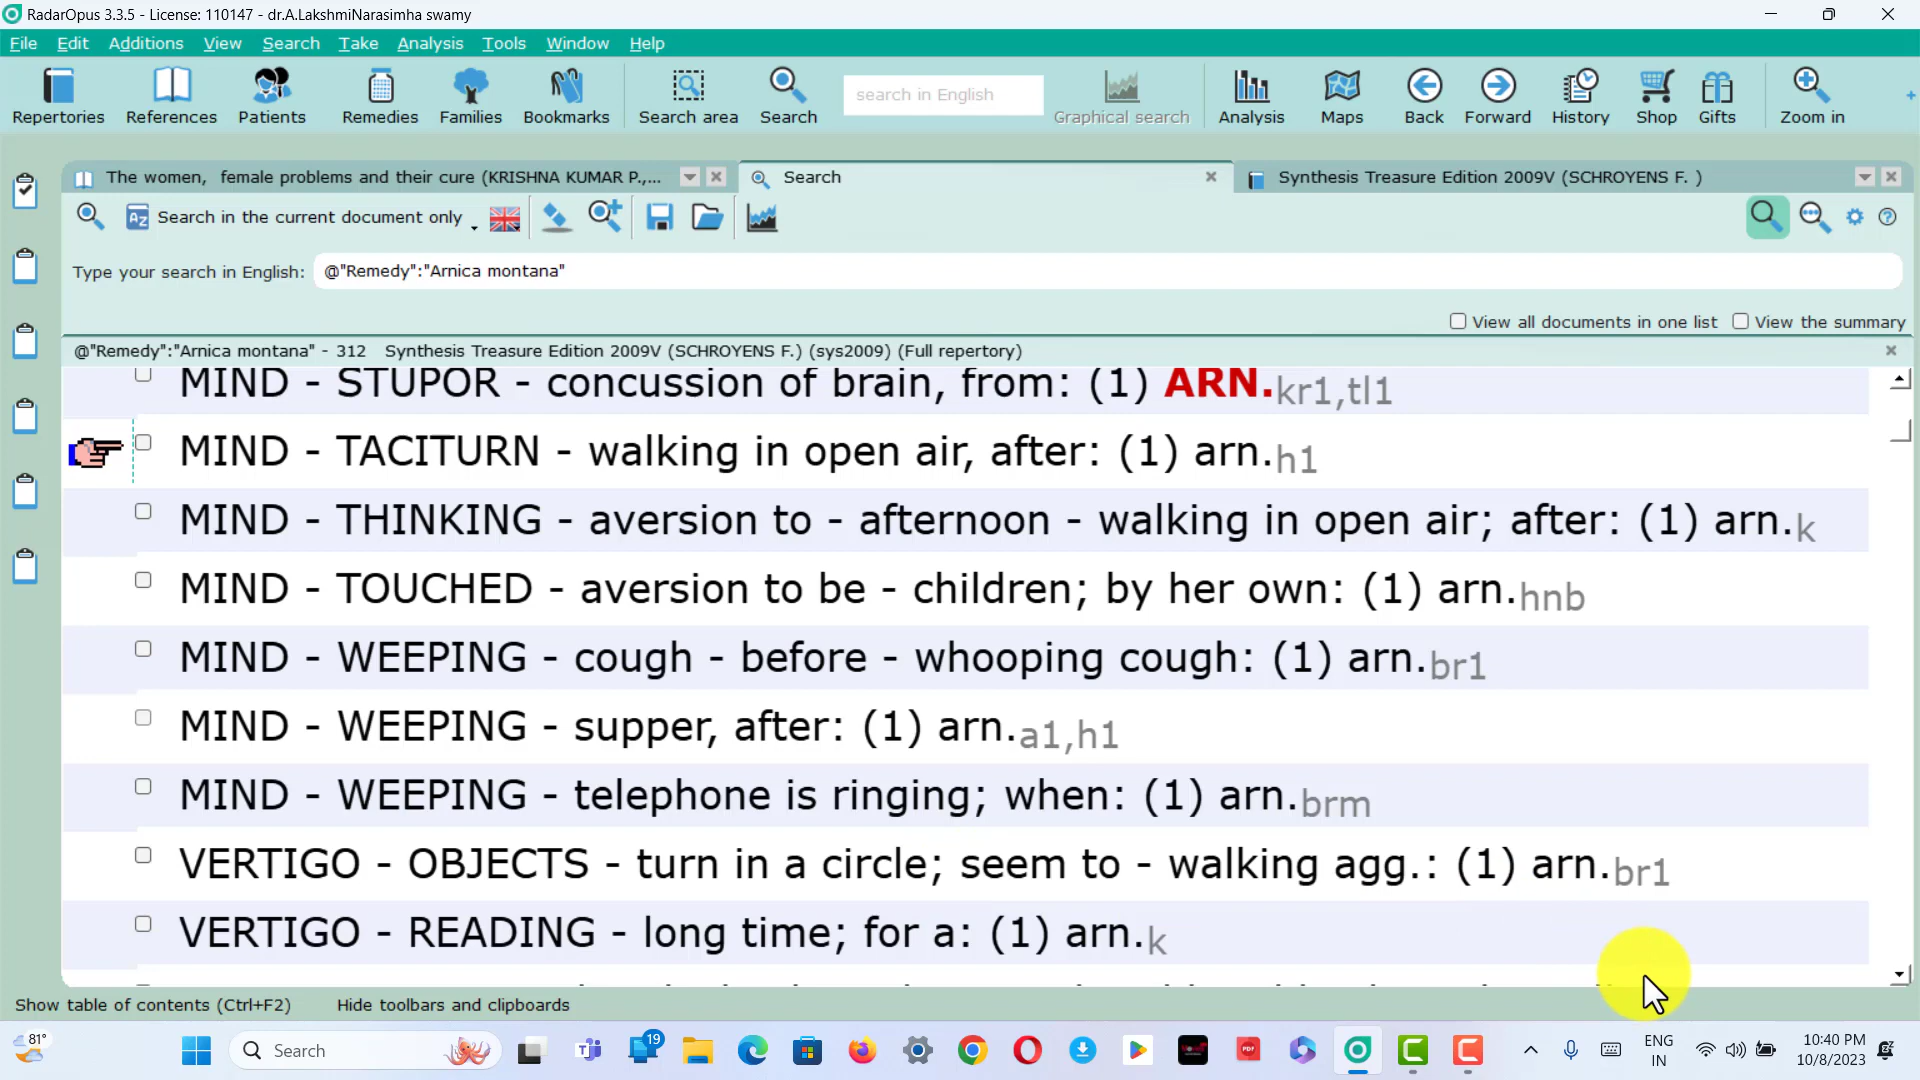 RadarOpus 3.3.5 - License: 110147 - dr.A.LakshmiNarasimha swamy
File Edit Additions View Search Take Analysis Tools Window Help
Repertories References Patients Remedies Families Bookmarks Search area Search search in English Graphical search Analysis Maps Back Forward History Shop Gifts Zoom in
The women, female problems and their cure (KRISHNA KUMAR P.,... Search Synthesis Treasure Edition 2009V (SCHROYENS F. )
AZ Search in the current document only
Type your search in English: @"Remedy":"Arnica montana"
View all documents in one list View the summary
@"Remedy":"Arnica montana" - 312 Synthesis Treasure Edition 2009V (SCHROYENS F.) (sys2009) (Full repertory)
MIND - STUPOR - concussion of brain, from: (1) ARN.kr1,tl1
MIND - TACITURN - walking in open air, after: (1) arn.h1
MIND - THINKING - aversion to - afternoon - walking in open air; after: (1) arn.k
MIND - TOUCHED - aversion to be - children; by her own: (1) arn.hnb
MIND - WEEPING - cough - before - whooping cough: (1) arn.br1
MIND - WEEPING - supper, after: (1) arn.a1,h1
MIND - WEEPING - telephone is ringing; when: (1) arn.brm
VERTIGO - OBJECTS - turn in a circle; seem to - walking agg.: (1) arn.br1
VERTIGO - READING - long time; for a: (1) arn.k
Show table of contents (Ctrl+F2) Hide toolbars and clipboards
81°
Search
19
PDF
ENG
IN
10:40 PM
10/8/2023